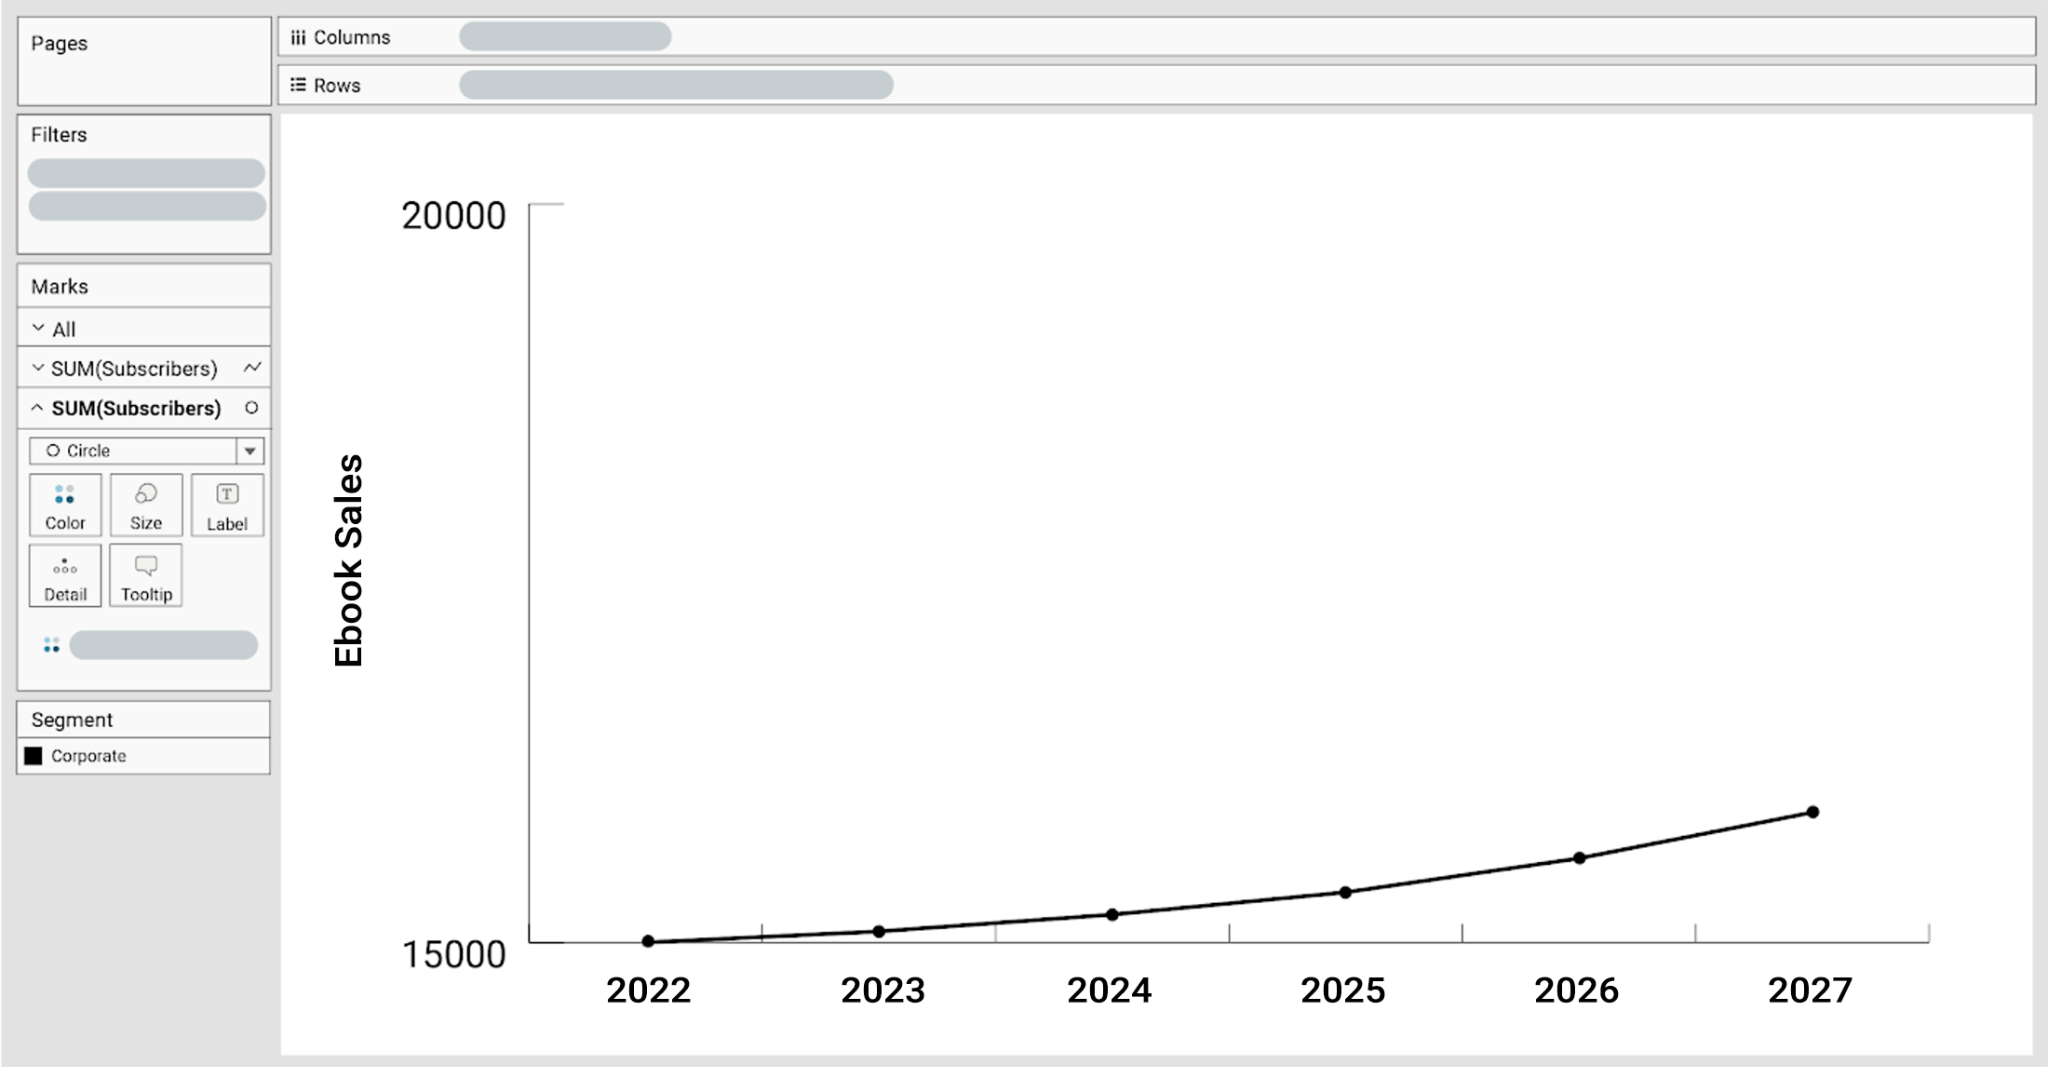 Pages
Columns
Rows
Filters
Marks
All
SUM(Subscribers)
SUM(Subscribers)
Circle
Color Size Label
Detail Tooltip
Segment
Corporate
20000
Ebook Sales
15000
2022 2023 2024 2025 2026 2027